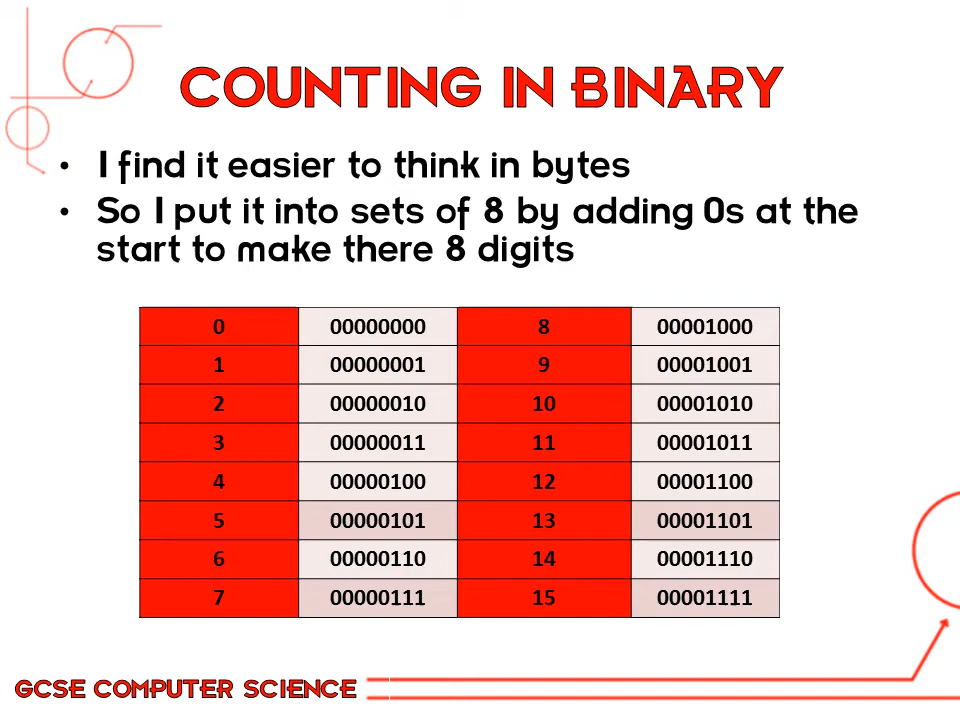 COUNTING IN BINARY
• I find it easier to think in bytes
• So I put it into sets of 8 by adding 0s at the
start to make there 8 digits
0 00000000 8 00001000
1 00000001 9 00001001
2 00000010 10 00001010
3 00000011 11 00001011
4 00000100 12 00001100
5 00000101 13 00001101
6 00000110 14 00001110
7 00000111 15 00001111
GCSE COMPUTER SCIENCE